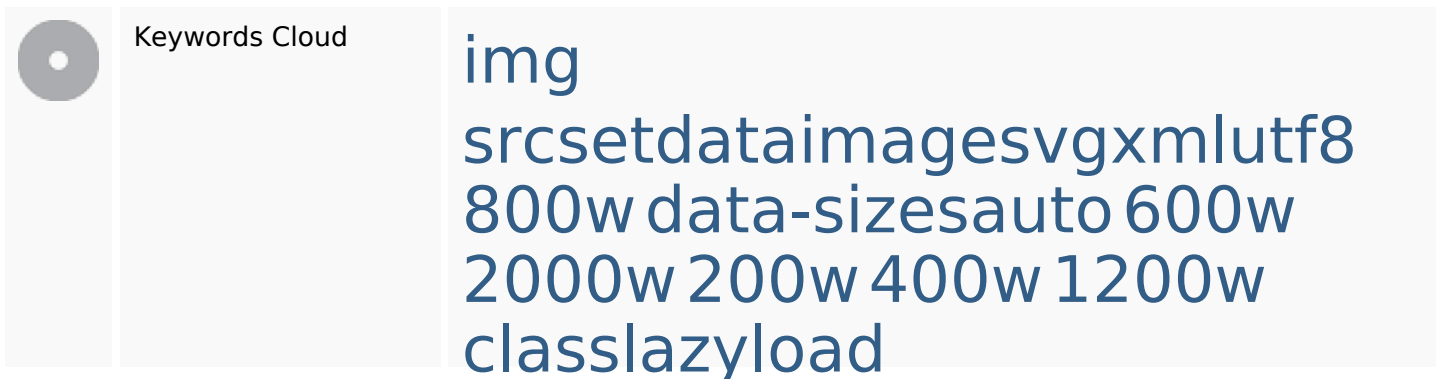 Keywords Cloud
img
srcsetdataimagesvgxmlutf8
800w data-sizesauto 600w
2000w 200w 400w 1200w
classlazyload